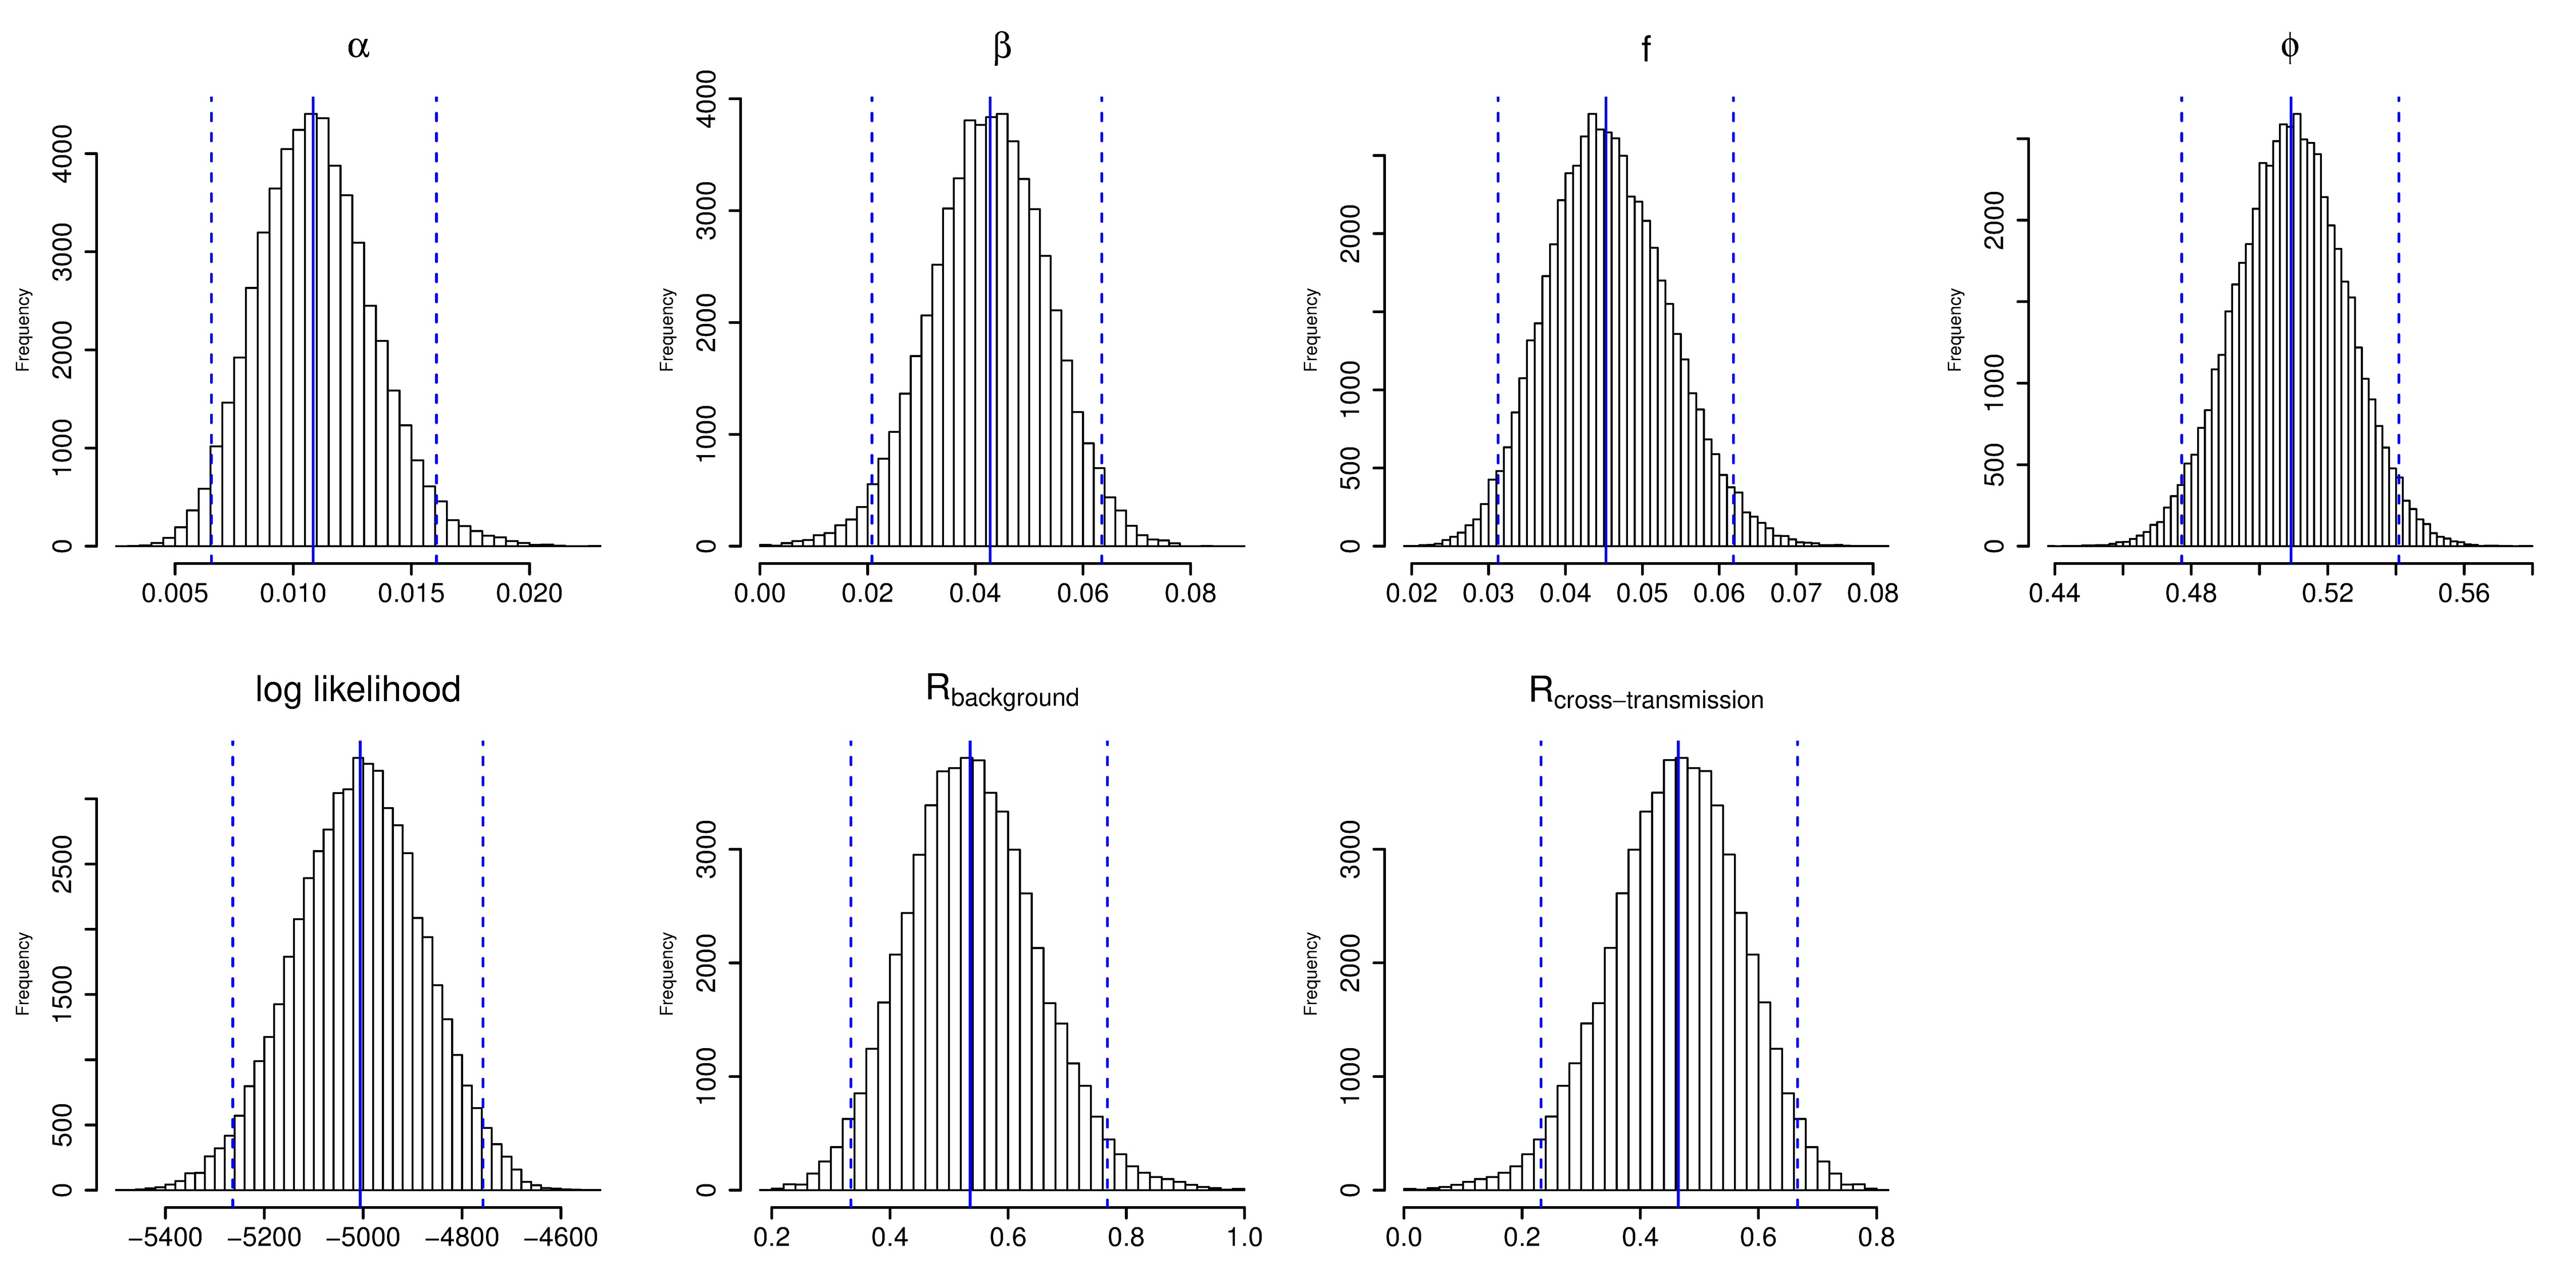 α
Frequency
0 1000 2000 3000 4000
0.005 0.010 0.015 0.020
β
Frequency
0 1000 2000 3000 4000
0.00 0.02 0.04 0.06 0.08
f
Frequency
0 500 1000 2000
0.02 0.03 0.04 0.05 0.06 0.07 0.08
ϕ
Frequency
0 500 1000 2000
0.44 0.48 0.52 0.56
log likelihood
Frequency
0 500 1500 2500
−5400 −5200 −5000 −4800 −4600
Rbackground
Frequency
0 1000 2000 3000
0.2 0.4 0.6 0.8 1.0
Rcross−transmission
Frequency
0 1000 2000 3000
0.0 0.2 0.4 0.6 0.8